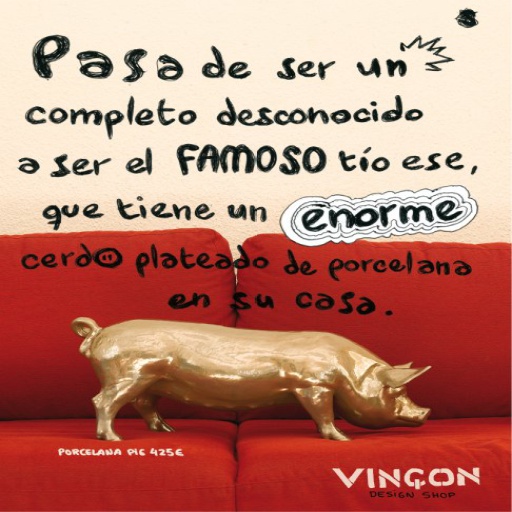 Pasa de ser un
completo desconocido
a ser el FAMOSO tío ese,
que tiene un enorme
cerdo plateado de porcelana
en su casa.
PORCELANA PIG 425€
VINÇON
DESIGN SHOP